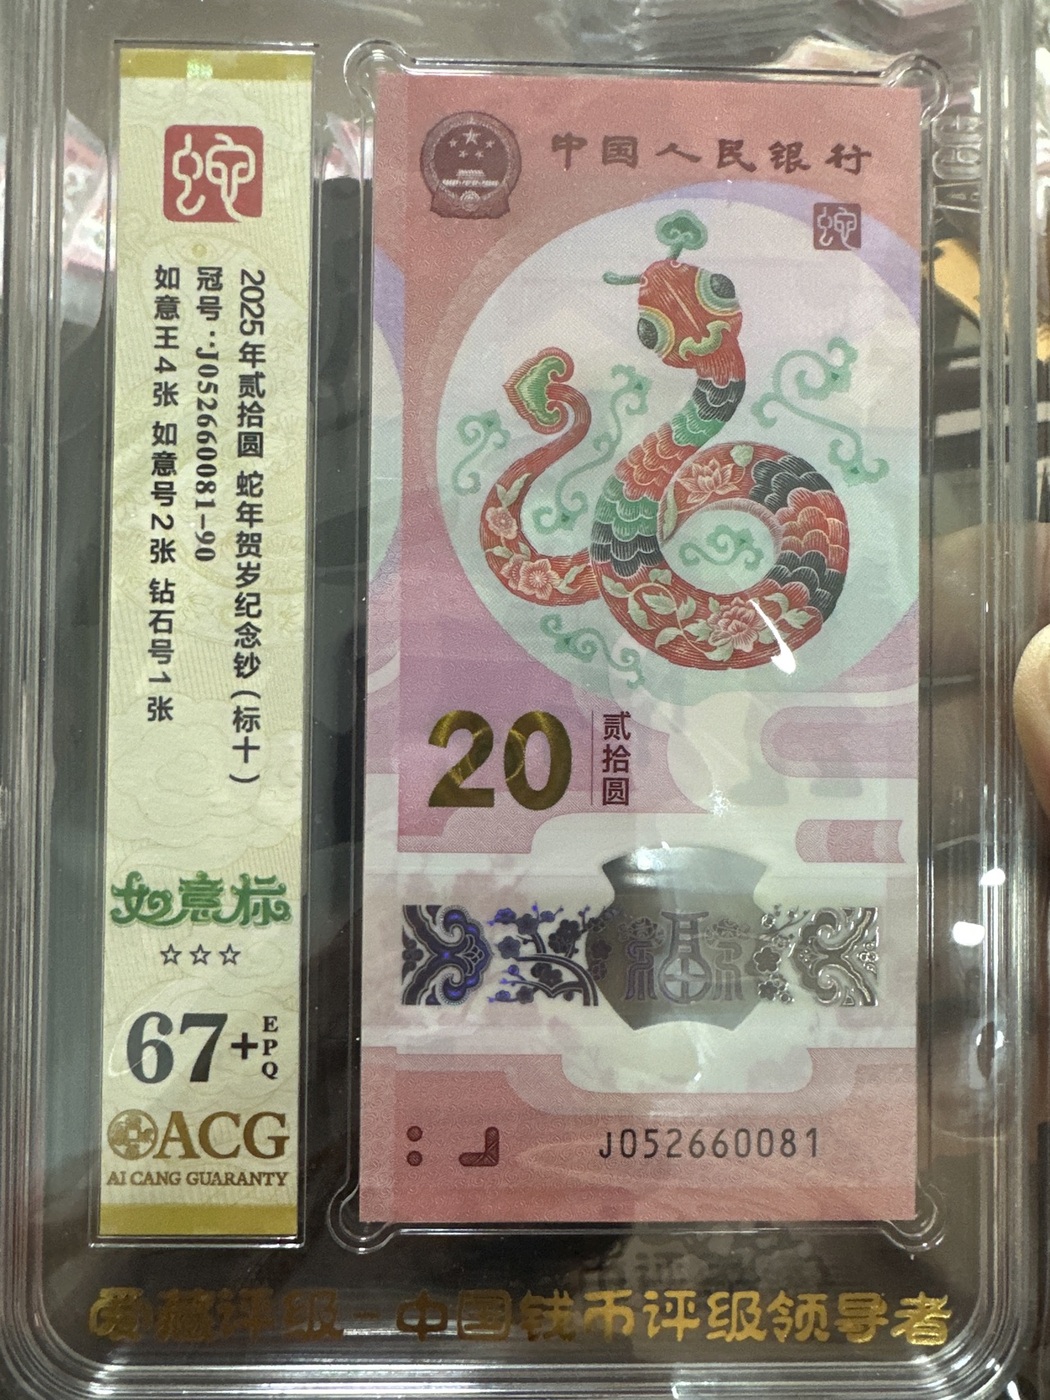 蛇
2025年贰拾圆 蛇年贺岁纪念钞（标十）
冠号：J052660081-90
如意王4张 如意号2张 钻石号1张
如意标
☆☆☆
67+ EPQ
ACG
AI CANG GUARANTY
中国人民银行
蛇
20 贰拾圆
福
J052660081
爱藏评级-中国钱币评级领导者
ACG